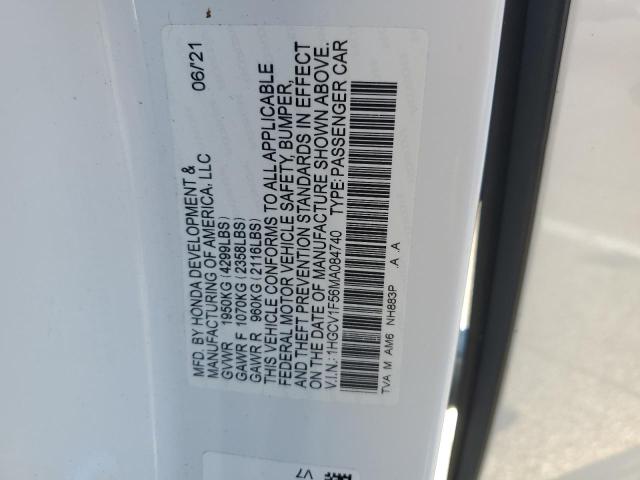 MFD. BY HONDA DEVELOPMENT & 06/'21
MANUFACTURING OF AMERICA, LLC
GVWR 1950KG(4299LBS)
GAWR F 1070KG(2358LBS)
GAWR R 960KG(2116LBS)
THIS VEHICLE CONFORMS TO ALL APPLICABLE
FEDERAL MOTOR VEHICLE SAFETY, BUMPER,
AND THEFT PREVENTION STANDARDS IN EFFECT
ON THE DATE OF MANUFACTURE SHOWN ABOVE.
V.I.N.:1HGCV1F56MA084740 TYPE:PASSENGER CAR
TVA M AM6 NH883P .A .A
V7